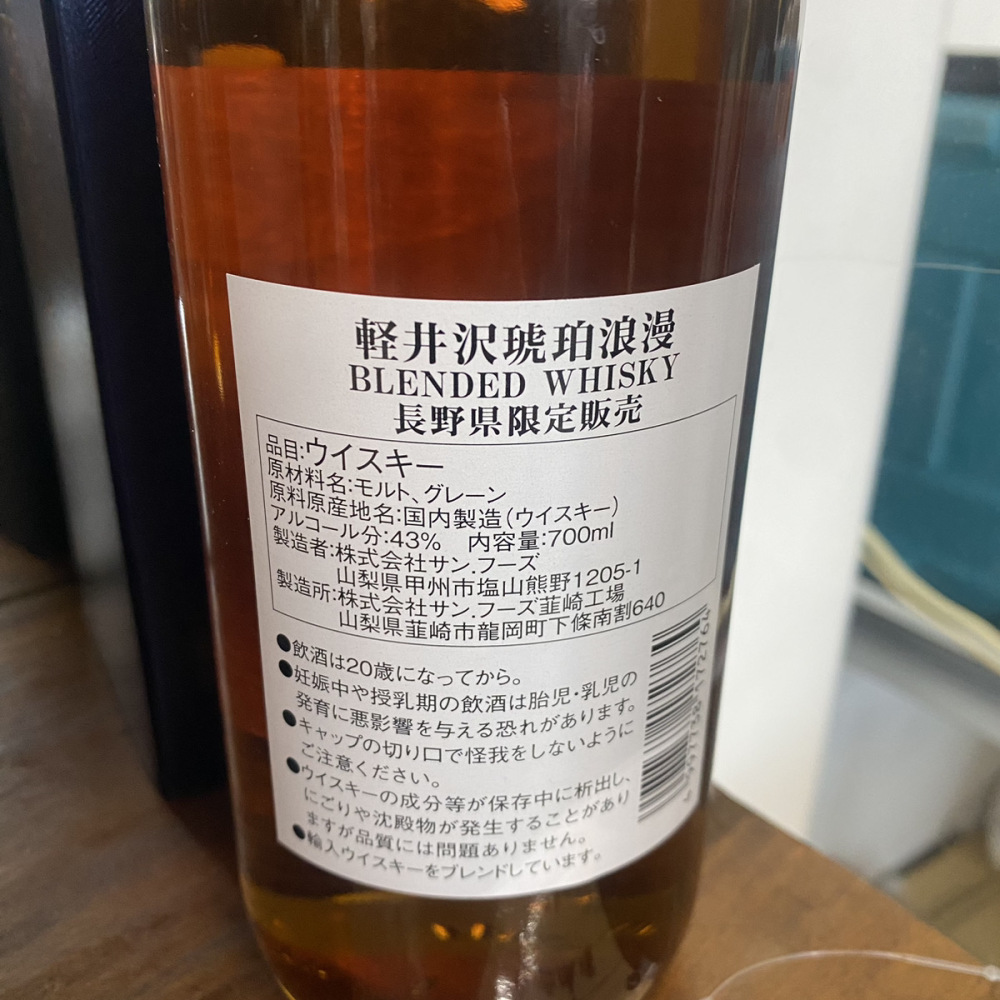 軽井沢琥珀浪漫
BLENDED WHISKY
長野県限定販売
品目:ウイスキー
原材料名:モルト、グレーン
原料原産地名:国内製造(ウイスキー)
アルコール分:43% 内容量:700ml
製造者:株式会社サン.フーズ
山梨県甲州市塩山熊野1205-1
製造所:株式会社サン.フーズ韮崎工場
山梨県韮崎市龍岡町下條南割640
●飲酒は20歳になってから。
●妊娠中や授乳期の飲酒は胎児・乳児の
発育に悪影響を与える恐れがあります。
●キャップの切り口で怪我をしないように
ご注意ください。
●ウイスキーの成分等が保存中に析出し、
にごりや沈殿物が発生することがあり
ますが品質には問題ありません。
●輸入ウイスキーをブレンドしています。